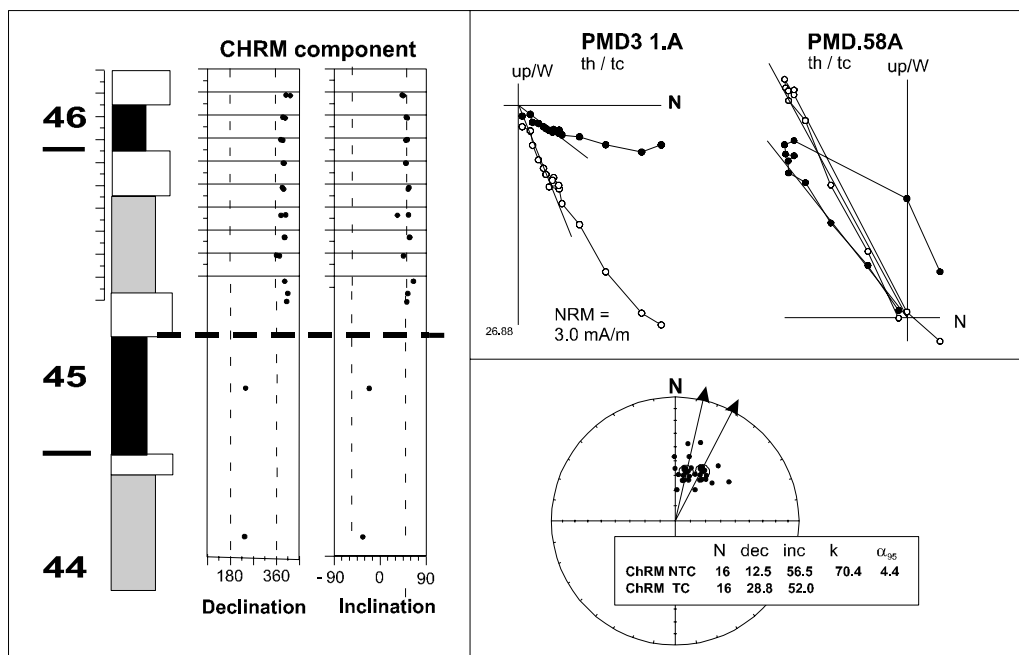 CHRM component
46
45
44
180 360
-90 0 90
Declination Inclination
PMD3 1.A
th / tc
up/W
N
26.88
NRM =
3.0 mA/m
PMD.58A
th / tc
up/W
N
N
N dec inc k α95
ChRM NTC 16 12.5 56.5 70.4 4.4
ChRM TC 16 28.8 52.0